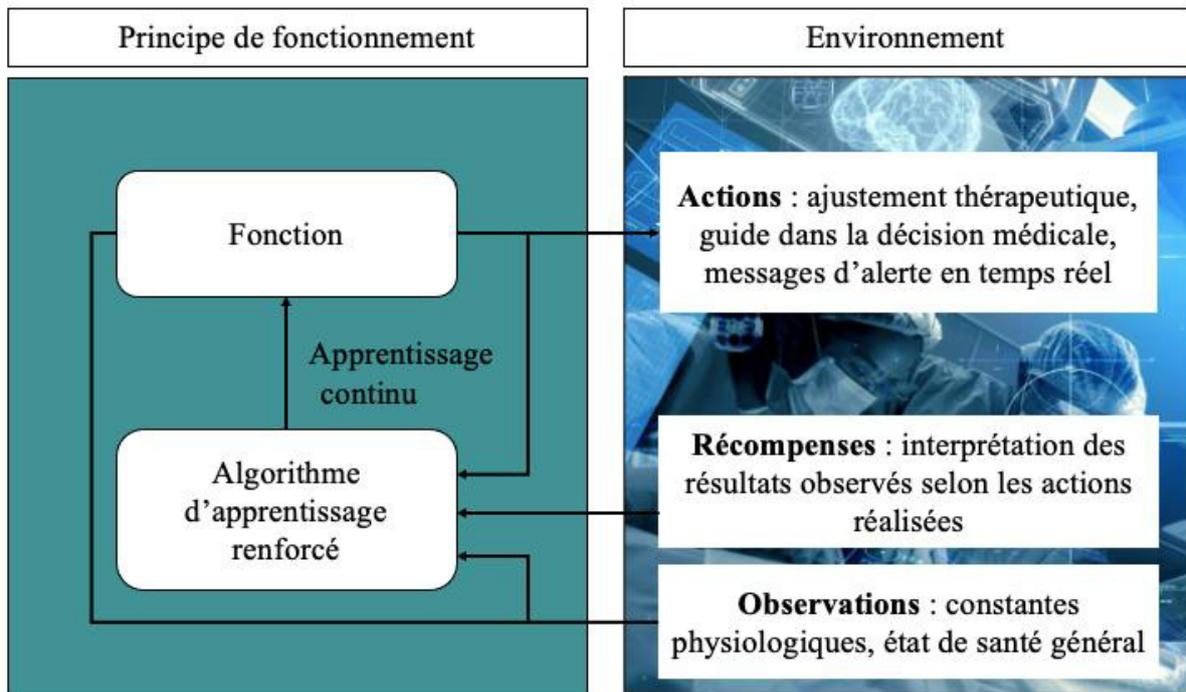 Principe de fonctionnement
Environnement
Fonction
Apprentissage
continu
Algorithme
d’apprentissage
renforcé
Actions : ajustement thérapeutique,
guide dans la décision médicale,
messages d’alerte en temps réel
Récompenses : interprétation des
résultats observés selon les actions
réalisées
Observations : constantes
physiologiques, état de santé général